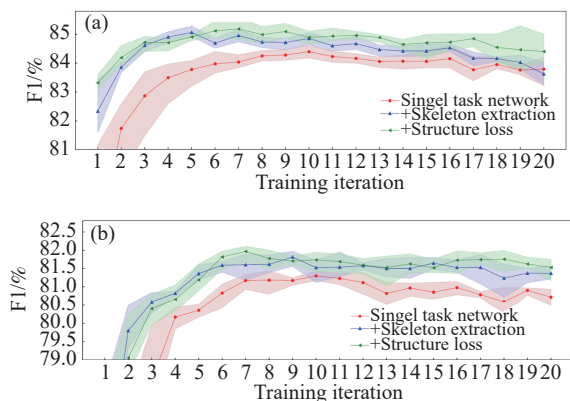 (a)
F1/%
85
84
83
82
81
Singel task network
+Skeleton extraction
+Structure loss
1 2 3 4 5 6 7 8 9 10 11 12 13 14 15 16 17 18 19 20
Training iteration
(b)
F1/%
82.5
82.0
81.5
81.0
80.5
80.0
79.5
79.0
Singel task network
+Skeleton extraction
+Structure loss
1 2 3 4 5 6 7 8 9 10 11 12 13 14 15 16 17 18 19 20
Training iteration